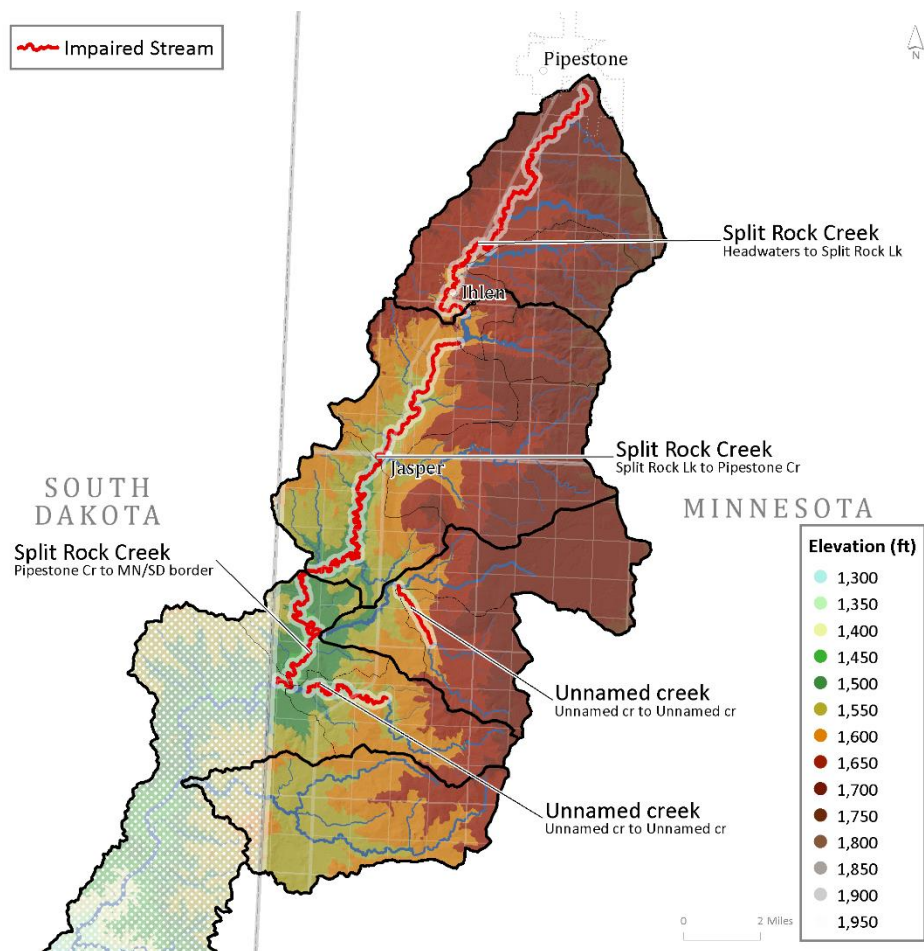 Impaired Stream
Pipestone
N
Split Rock Creek
Headwaters to Split Rock Lk
Ihlen
Split Rock Creek
Split Rock Lk to Pipestone Cr
Jasper
SOUTH
DAKOTA
MINNESOTA
Split Rock Creek
Pipestone Cr to MN/SD border
Unnamed creek
Unnamed cr to Unnamed cr
Unnamed creek
Unnamed cr to Unnamed cr
Elevation (ft)
1,300
1,350
1,400
1,450
1,500
1,550
1,600
1,650
1,700
1,750
1,800
1,850
1,900
1,950
0 2 Miles